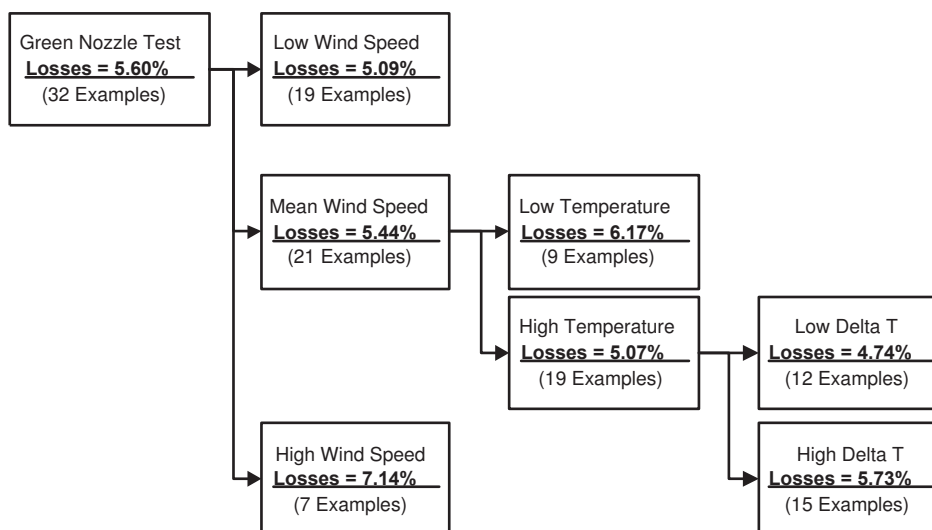 Green Nozzle Test
Losses = 5.60%
(32 Examples)
Low Wind Speed
Losses = 5.09%
(19 Examples)
Mean Wind Speed
Losses = 5.44%
(21 Examples)
Low Temperature
Losses = 6.17%
(9 Examples)
High Temperature
Losses = 5.07%
(19 Examples)
Low Delta T
Losses = 4.74%
(12 Examples)
High Wind Speed
Losses = 7.14%
(7 Examples)
High Delta T
Losses = 5.73%
(15 Examples)